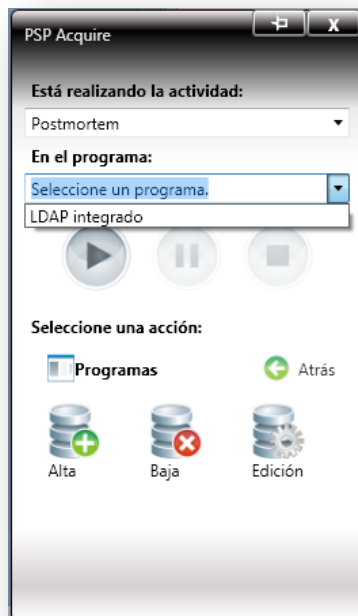 PSP Acquire
X
Está realizando la actividad:
Postmortem
En el programa:
Seleccione un programa.
LDAP integrado
Seleccione una acción:
Programas
Atrás
Alta
Baja
Edición